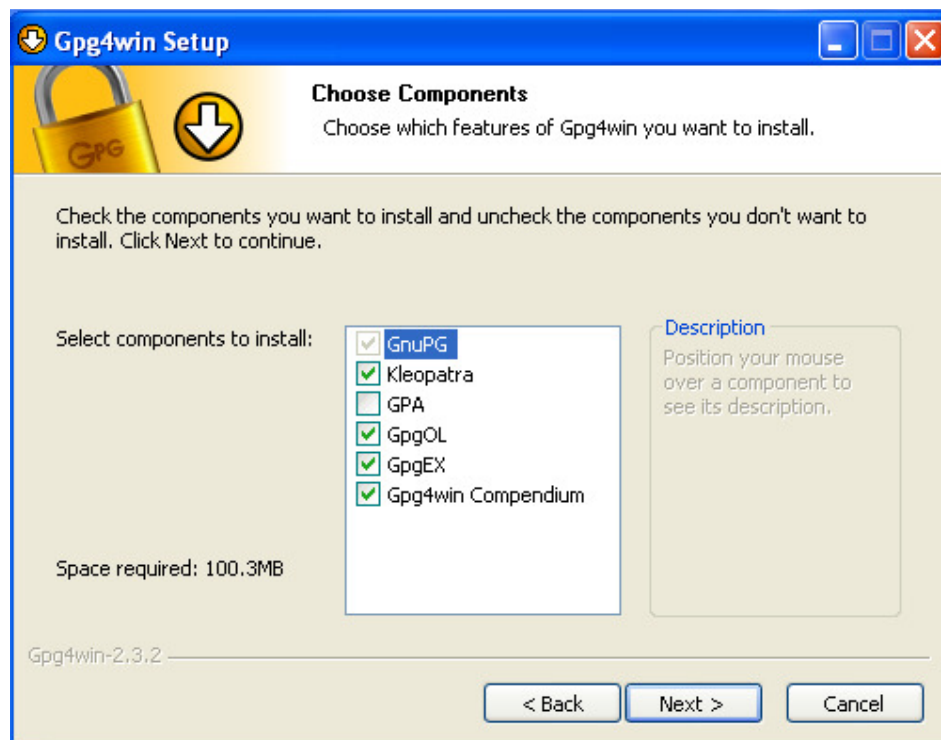 Gpg4win Setup
GPG
Choose Components
Choose which features of Gpg4win you want to install.
Check the components you want to install and uncheck the components you don't want to
install. Click Next to continue.
Select components to install:
GnuPG
Kleopatra
GPA
GpgOL
GpgEX
Gpg4win Compendium
Description
Position your mouse
over a component to
see its description.
Space required: 100.3MB
Gpg4win-2.3.2
< Back
Next >
Cancel